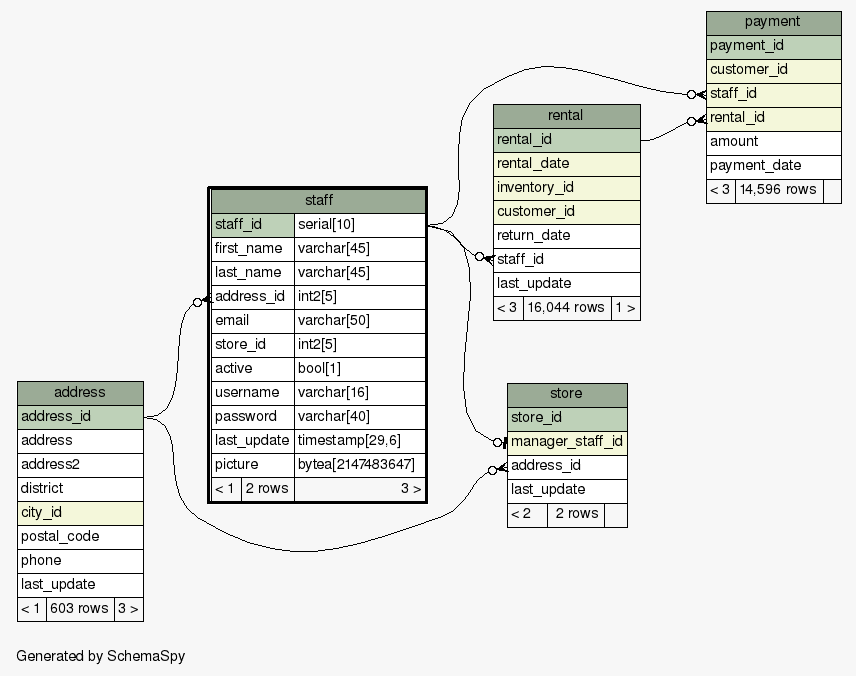 payment
payment_id
customer_id
staff_id
rental_id
amount
payment_date
< 3 14,596 rows
rental
rental_id
rental_date
inventory_id
customer_id
return_date
staff_id
last_update
< 3 16,044 rows 1 >
staff
staff_id serial[10]
first_name varchar[45]
last_name varchar[45]
address_id int2[5]
email varchar[50]
store_id int2[5]
active bool[1]
username varchar[16]
password varchar[40]
last_update timestamp[29,6]
picture bytea[2147483647]
< 1 2 rows 3 >
address
address_id
address
address2
district
city_id
postal_code
phone
last_update
< 1 603 rows 3 >
store
store_id
manager_staff_id
address_id
last_update
< 2 2 rows
Generated by SchemaSpy